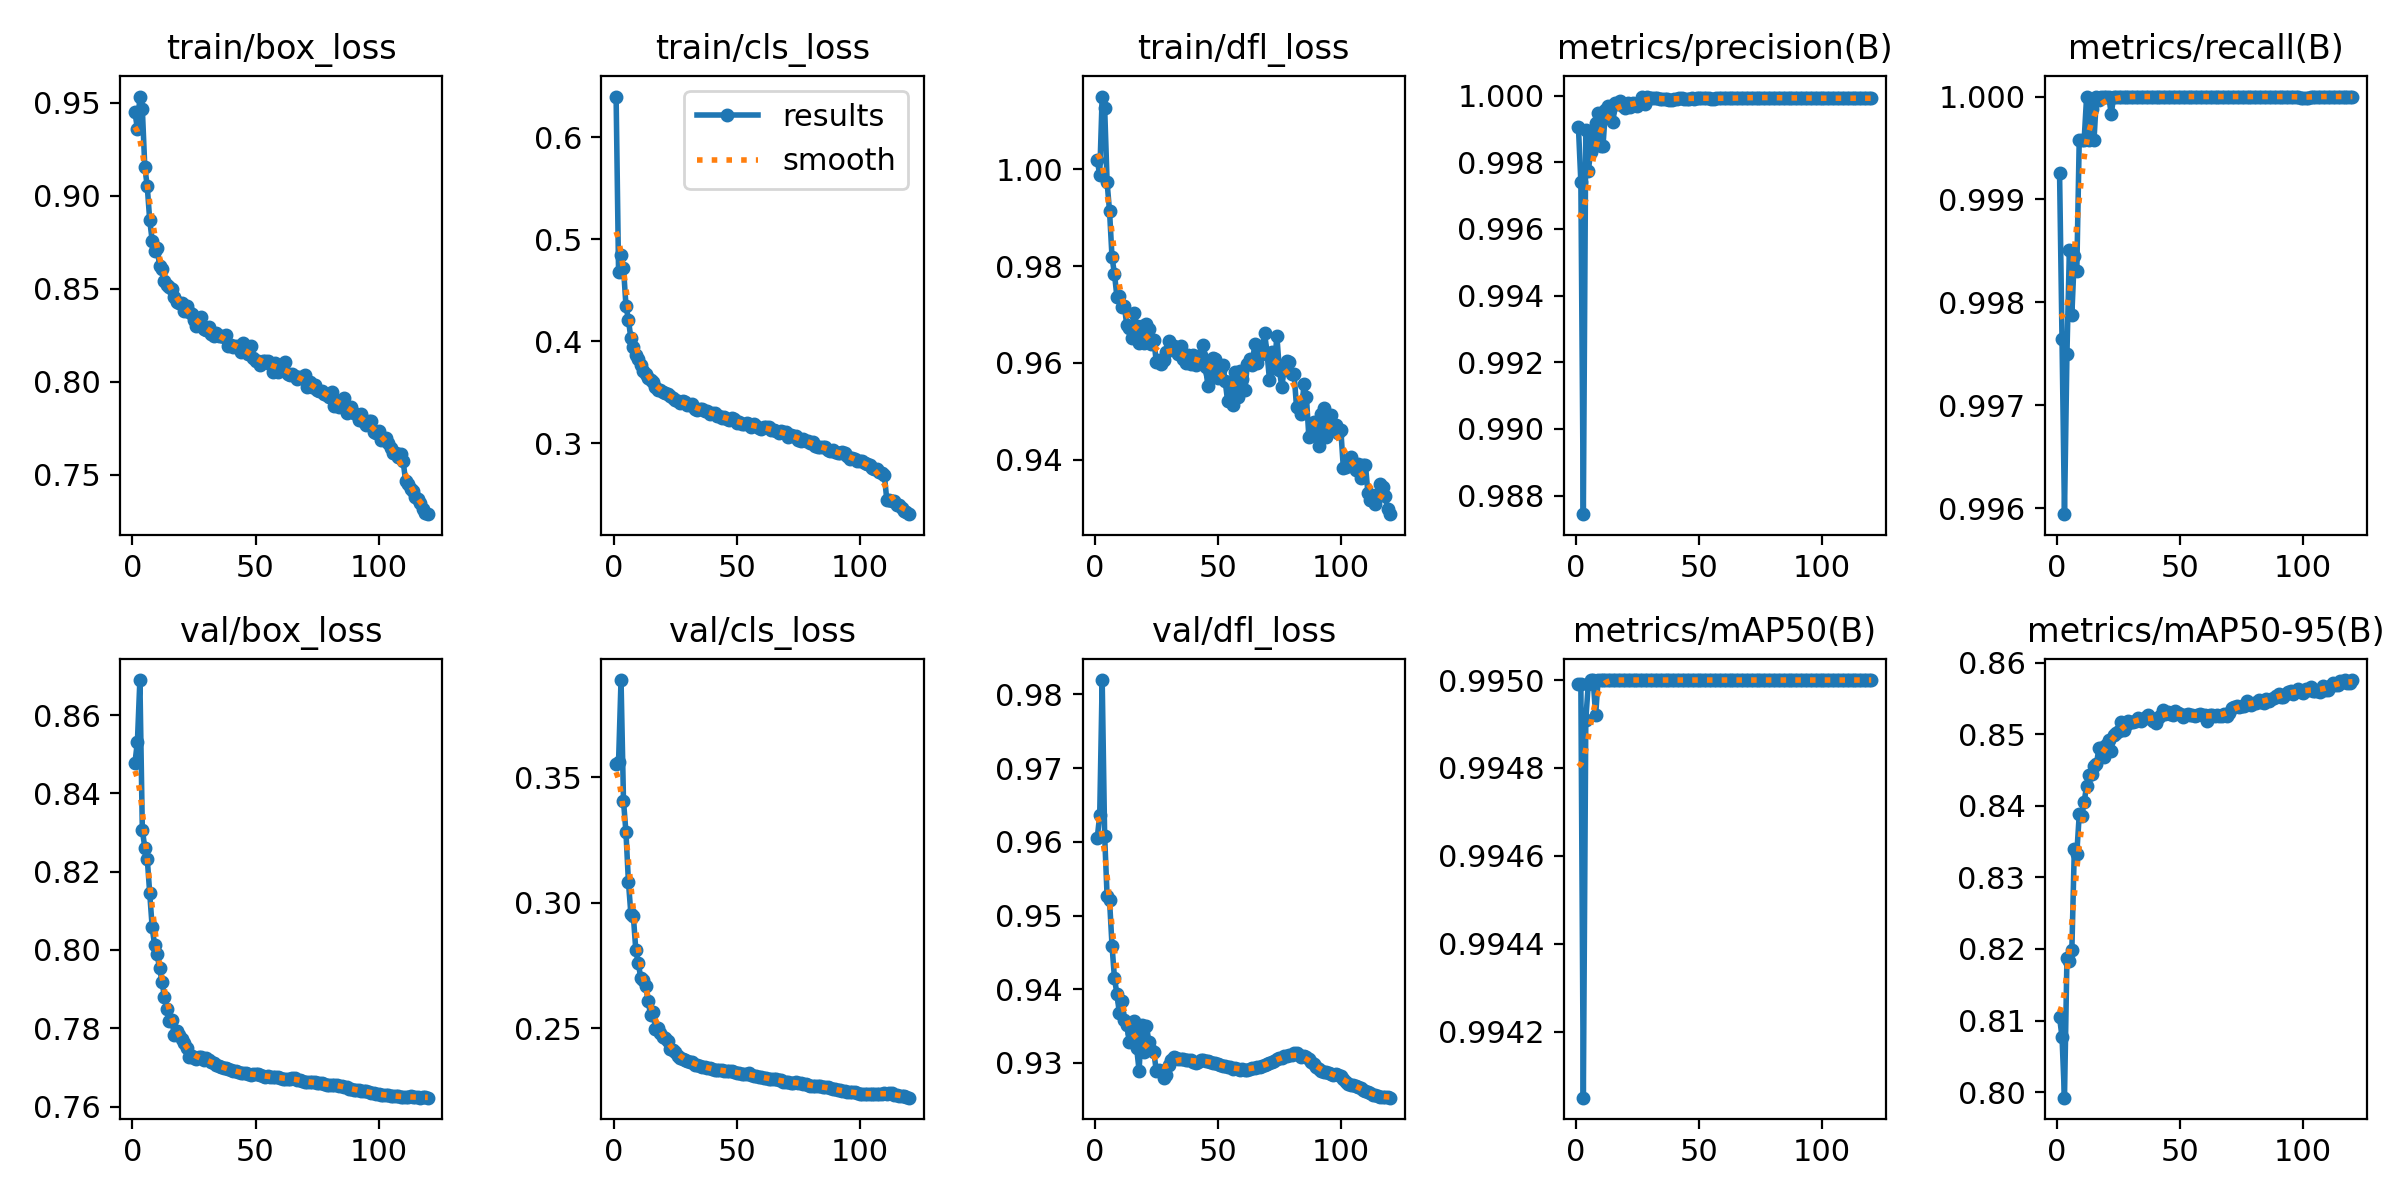 train/box_loss
0.95
0.90
0.85
0.80
0.75
0 50 100
train/cls_loss
results
smooth
0.6
0.5
0.4
0.3
0 50 100
train/dfl_loss
1.00
0.98
0.96
0.94
0 50 100
metrics/precision(B)
1.000
0.998
0.996
0.994
0.992
0.990
0.988
0 50 100
metrics/recall(B)
1.000
0.999
0.998
0.997
0.996
0 50 100
val/box_loss
0.86
0.84
0.82
0.80
0.78
0.76
0 50 100
val/cls_loss
0.35
0.30
0.25
0 50 100
val/dfl_loss
0.98
0.97
0.96
0.95
0.94
0.93
0 50 100
metrics/mAP50(B)
0.9950
0.9948
0.9946
0.9944
0.9942
0 50 100
metrics/mAP50-95(B)
0.86
0.85
0.84
0.83
0.82
0.81
0.80
0 50 100